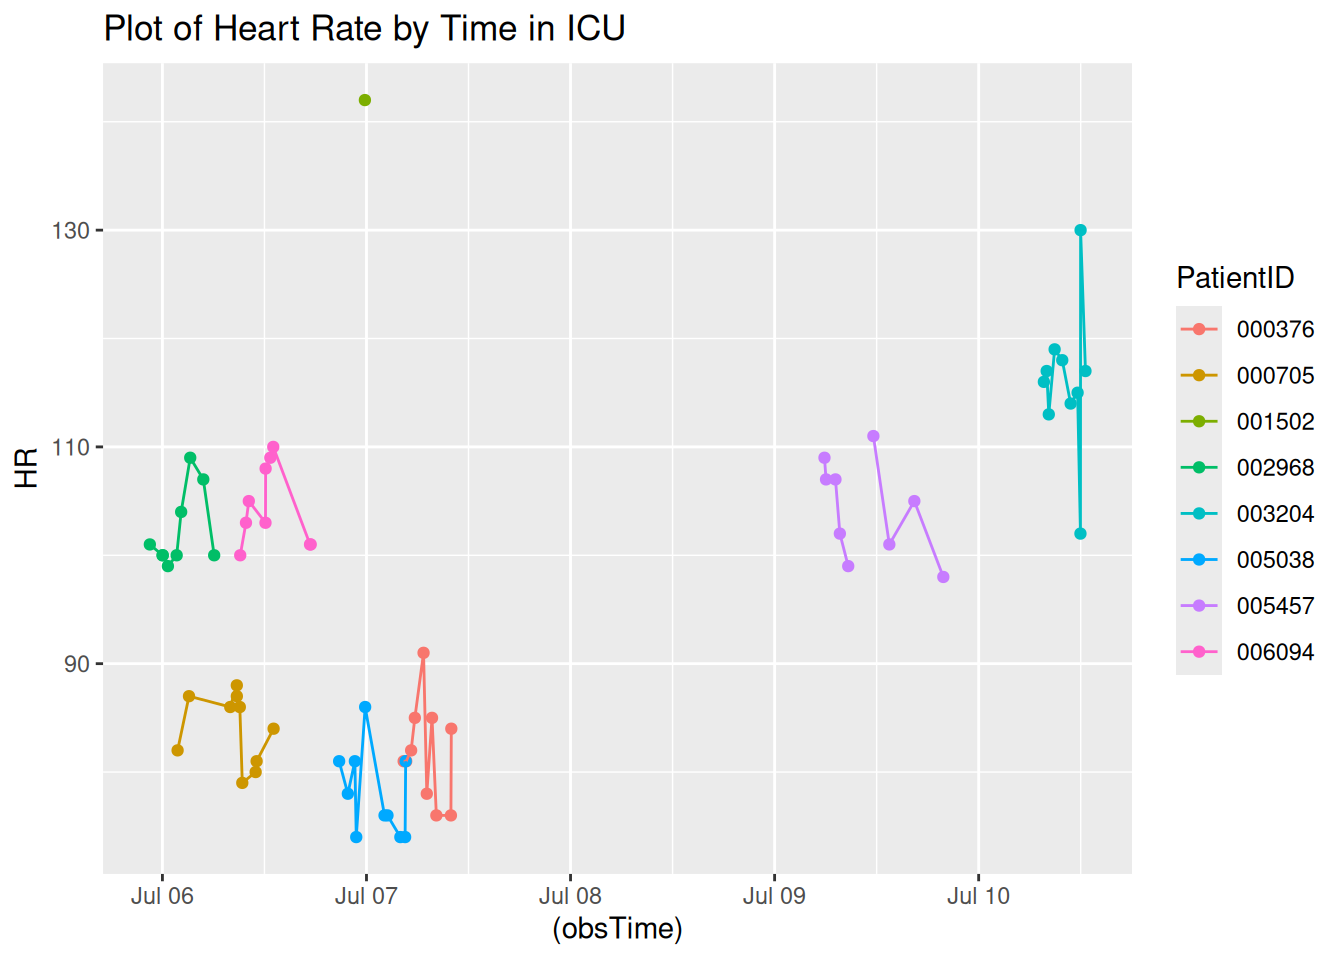 Plot of Heart Rate by Time in ICU
HR
130
110
90
Jul 06
Jul 07
Jul 08
Jul 09
Jul 10
(obsTime)
PatientID
000376
000705
001502
002968
003204
005038
005457
006094